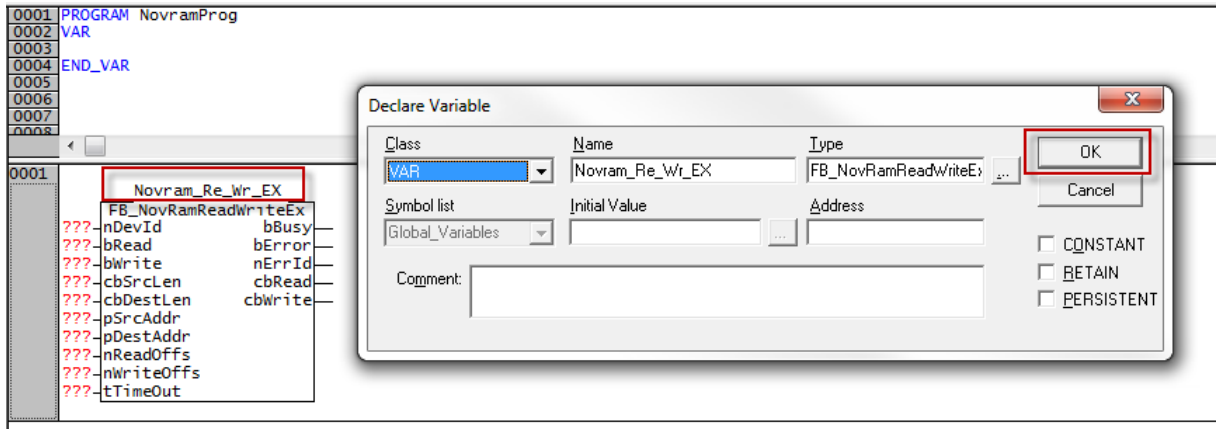 0001 PROGRAM NovramProg
0002 VAR
0003
0004 END_VAR
0005
0006
0007
0008
Declare Variable
Class Name Type
VAR Novram_Re_Wr_EX FB_NovRamReadWriteEx ... OK
Symbol list Initial Value Address Cancel
Global_Variables ...
Comment:
CONSTANT
RETAIN
PERSISTENT
0001
Novram_Re_Wr_EX
FB_NovRamReadWriteEx
???-nDevId bBusy
???-bRead bError
???-bWrite nErrId
???-cbSrcLen cbRead
???-cbDestLen cbWrite
???-pSrcAddr
???-pDestAddr
???-nReadOffs
???-nWriteOffs
???-tTimeOut